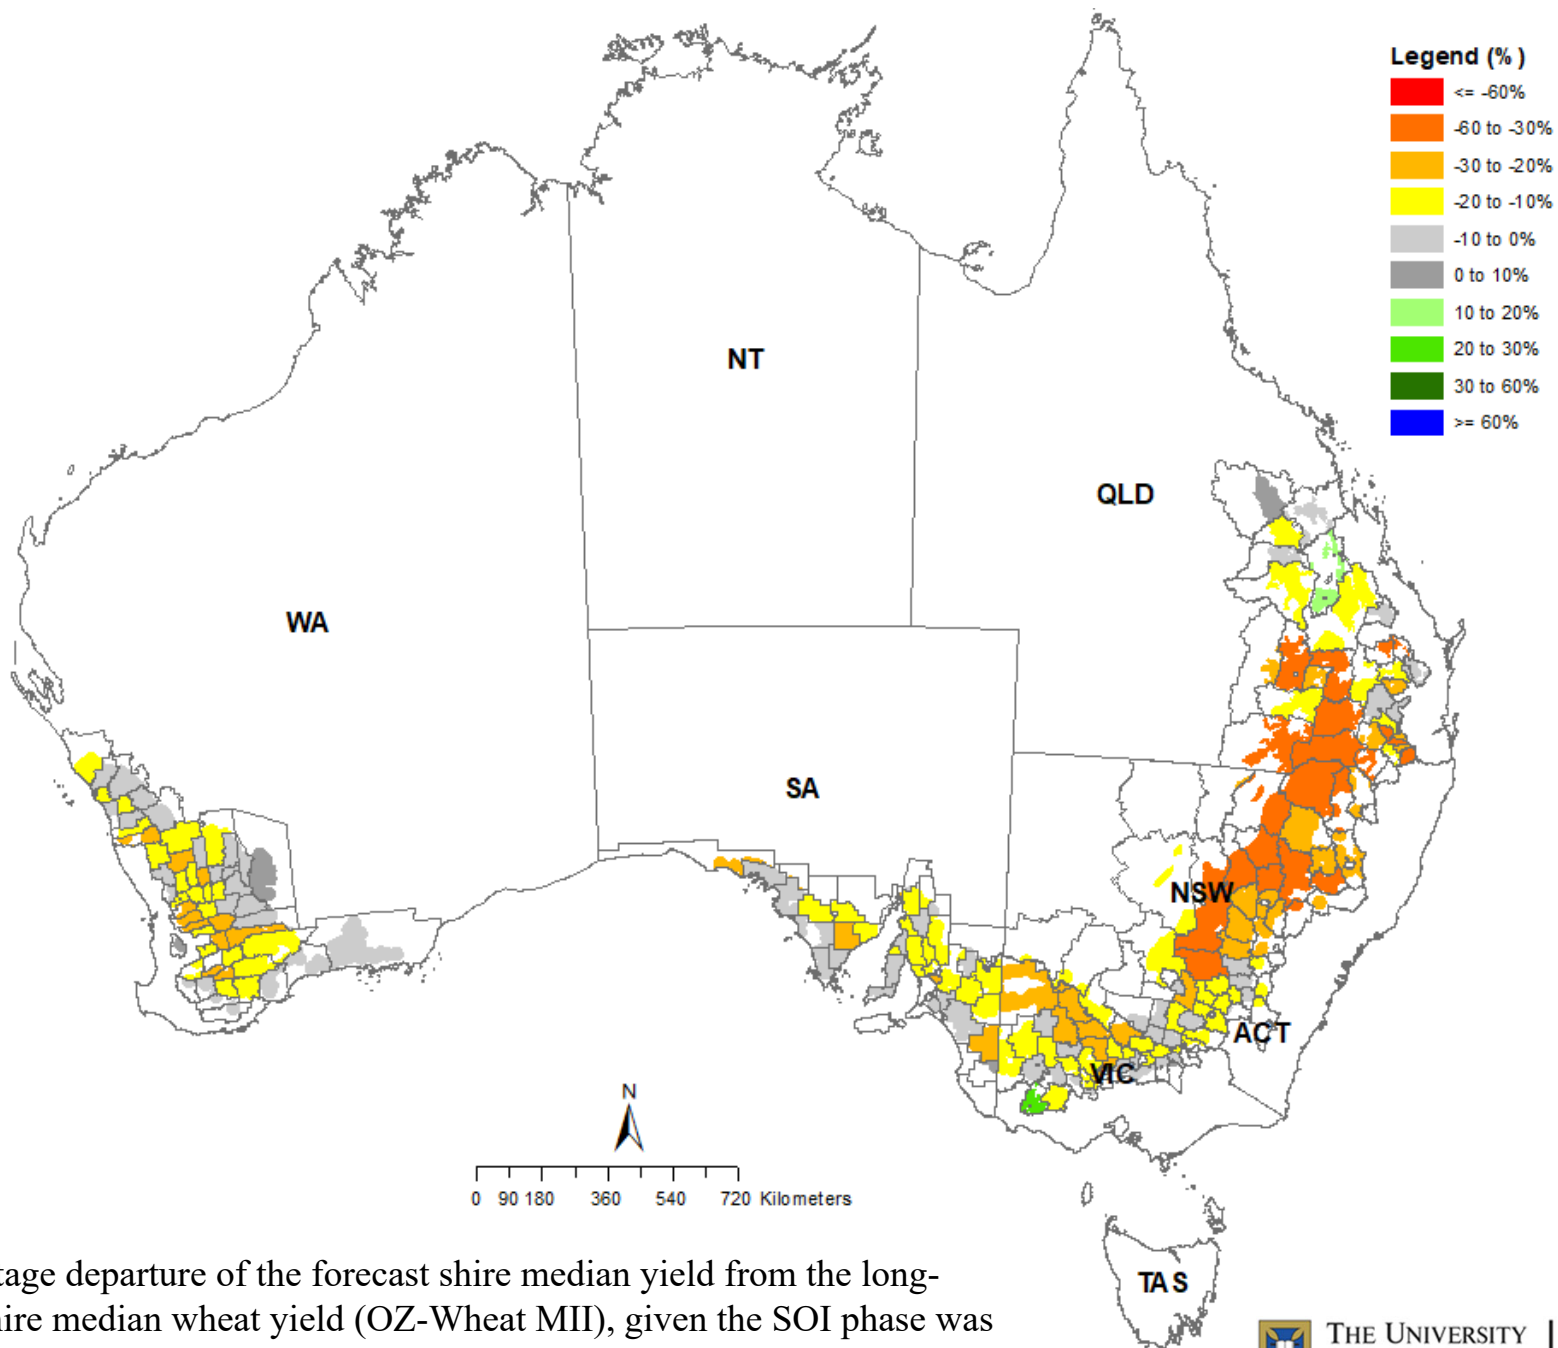 Legend (%)
<= -60%
-60 to -30%
-30 to -20%
-20 to -10%
-10 to 0%
0 to 10%
10 to 20%
20 to 30%
30 to 60%
>= 60%
NT
QLD
WA
SA
NSW
ACT
VIC
N
0 90 180 360 540 720 Kilometers
TAS
tage departure of the forecast shire median yield from the long-
hire median wheat yield (OZ-Wheat MII), given the SOI phase was
THE UNIVERSITY